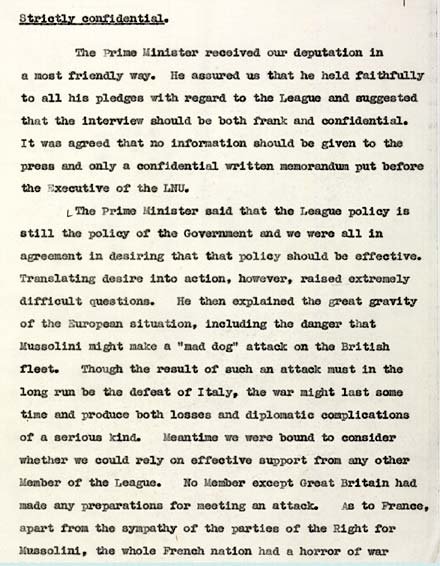 Strictly confidential.
The Prime Minister received our deputation in
a most friendly way. He assured us that he held faithfully
to all his pledges with regard to the League and suggested
that the interview should be both frank and confidential.
It was agreed that no information should be given to the
press and only a confidential written memorandum put before
the Executive of the LNU.
The Prime Minister said that the League policy is
still the policy of the Government and we were all in
agreement in desiring that that policy should be effective.
Translating desire into action, however, raised extremely
difficult questions. He then explained the great gravity
of the European situation, including the danger that
Mussolini might make a "mad dog" attack on the British
fleet. Though the result of such an attack must in the
long run be the defeat of Italy, the war might last some
time and produce both losses and diplomatic complications
of a serious kind. Meantime we were bound to consider
whether we could rely on effective support from any other
Member of the League. No Member except Great Britain had
made any preparations for meeting an attack. As to France,
apart from the sympathy of the parties of the Right for
Mussolini, the whole French nation had a horror of war